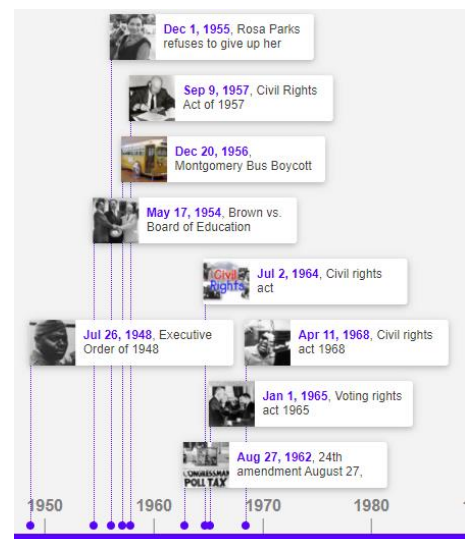 Dec 1, 1955, Rosa Parks
refuses to give up her
Sep 9, 1957, Civil Rights
Act of 1957
Dec 20, 1956,
Montgomery Bus Boycott
May 17, 1954, Brown vs.
Board of Education
Civil
Rights
Jul 2, 1964, Civil rights
act
Jul 26, 1948, Executive
Order of 1948
Apr 11, 1968, Civil rights
act 1968
Jan 1, 1965, Voting rights
act 1965
CONGRESSMAN
POLL TAX
Aug 27, 1962, 24th
amendment August 27,
1950 1960 1970 1980